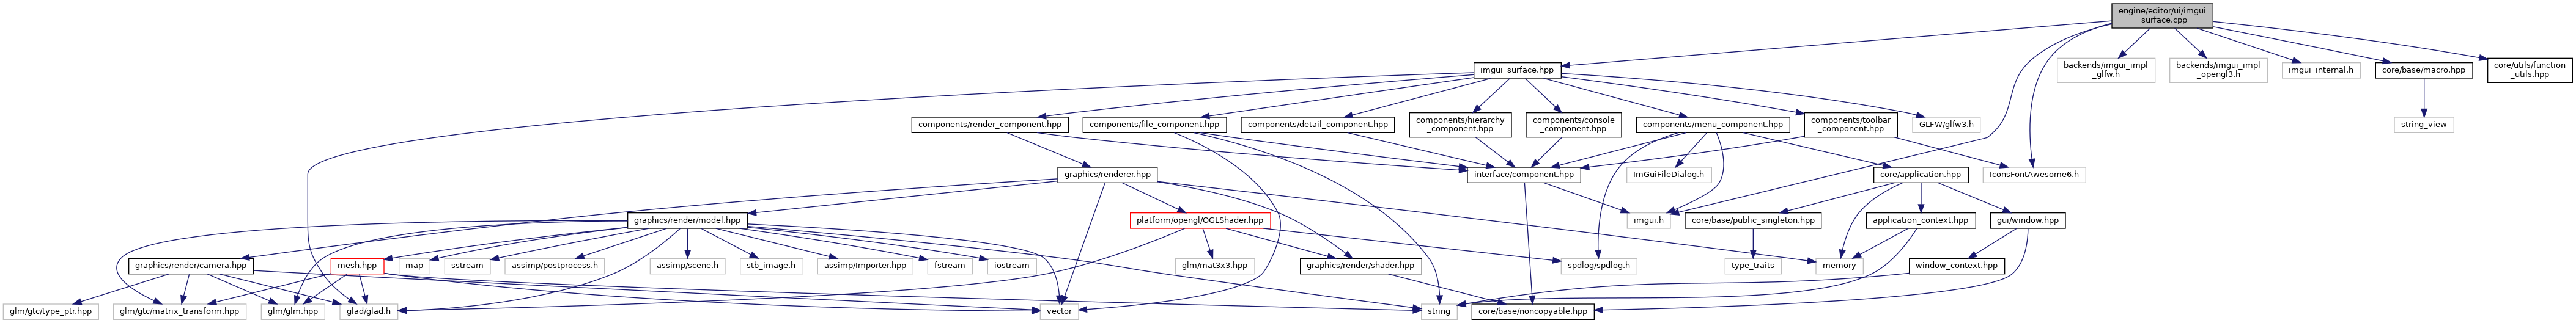 engine/editor/ui/imgui
_surface.cpp
imgui_surface.hpp
backends/imgui_impl
_glfw.h
backends/imgui_impl
_opengl3.h
imgui_internal.h
core/base/macro.hpp
core/utils/function
_utils.hpp
components/render_component.hpp
components/file_component.hpp
components/detail_component.hpp
components/hierarchy
_component.hpp
components/console
_component.hpp
components/menu_component.hpp
components/toolbar
_component.hpp
GLFW/glfw3.h
string_view
graphics/renderer.hpp
interface/component.hpp
ImGuiFileDialog.h
core/application.hpp
IconsFontAwesome6.h
graphics/render/model.hpp
platform/opengl/OGLShader.hpp
imgui.h
core/base/public_singleton.hpp
application_context.hpp
gui/window.hpp
graphics/render/camera.hpp
mesh.hpp
map
sstream
assimp/postprocess.h
assimp/scene.h
stb_image.h
assimp/Importer.hpp
fstream
iostream
glm/mat3x3.hpp
graphics/render/shader.hpp
spdlog/spdlog.h
type_traits
memory
window_context.hpp
glm/gtc/type_ptr.hpp
glm/gtc/matrix_transform.hpp
glm/glm.hpp
glad/glad.h
vector
string
core/base/noncopyable.hpp